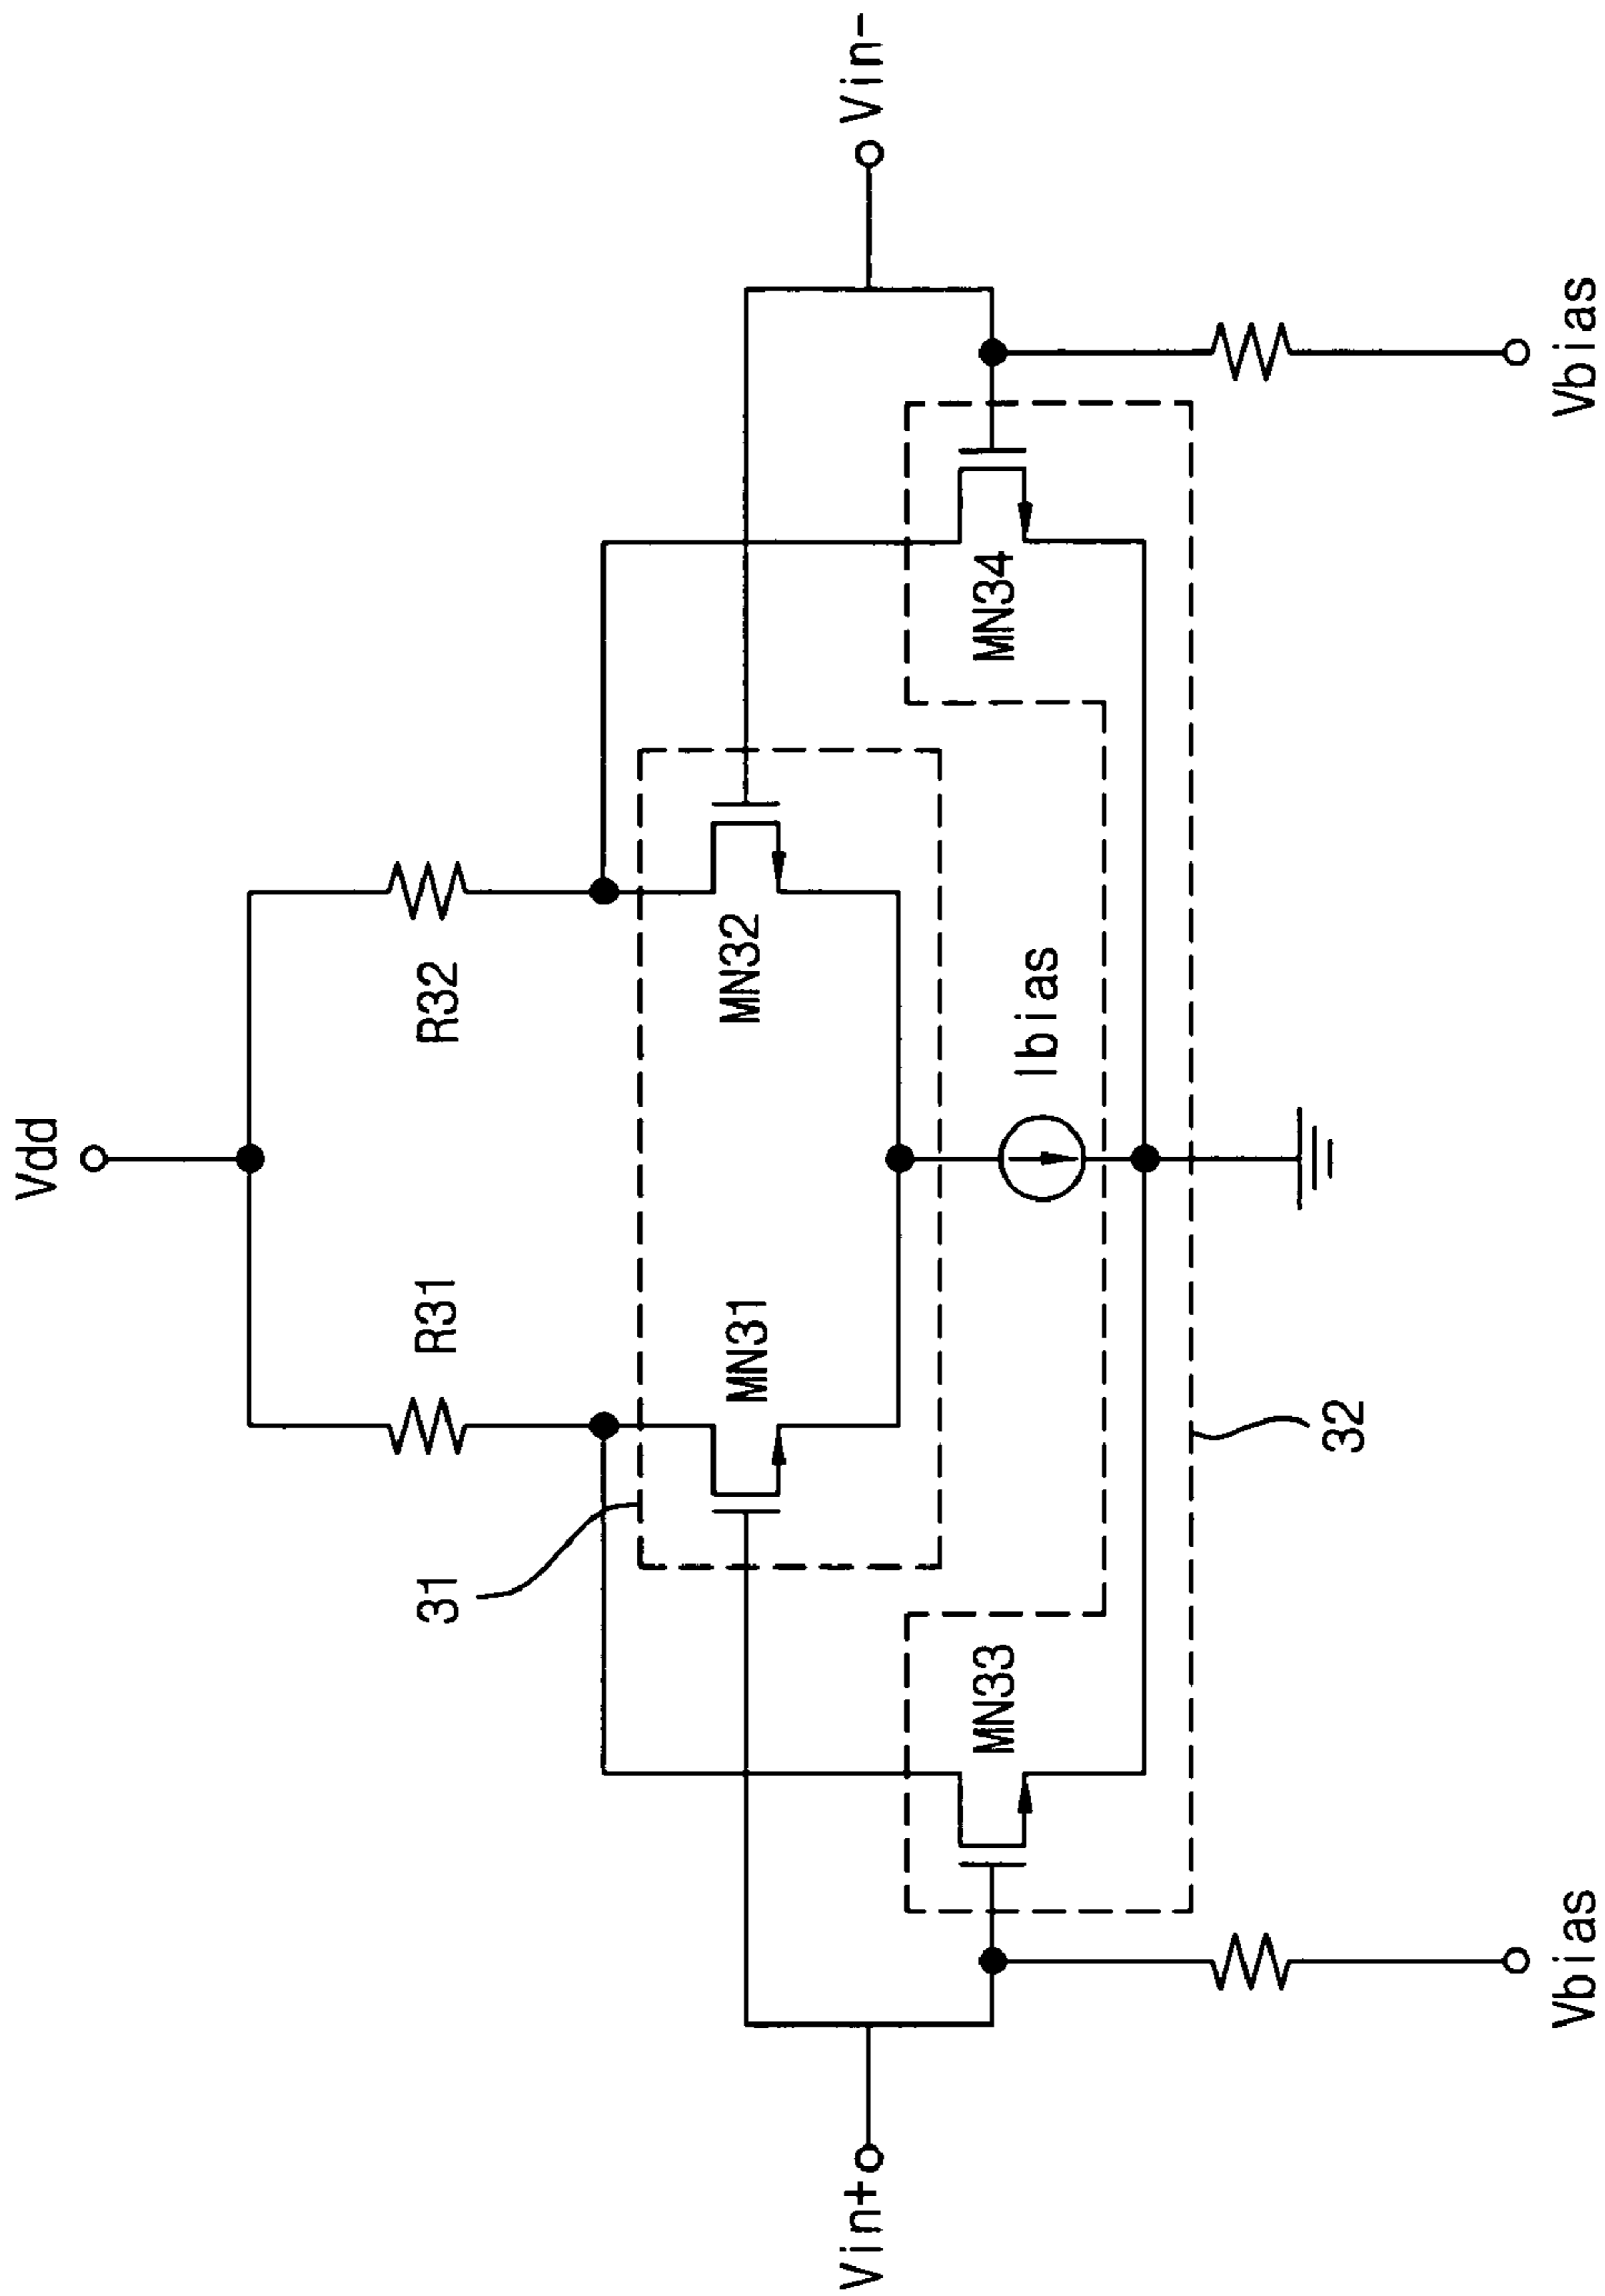 Vdd
R31
R32
31
MN31
MN32
Vin+
Vin-
MN33
Ibias
MN34
32
Vbias
Vbias